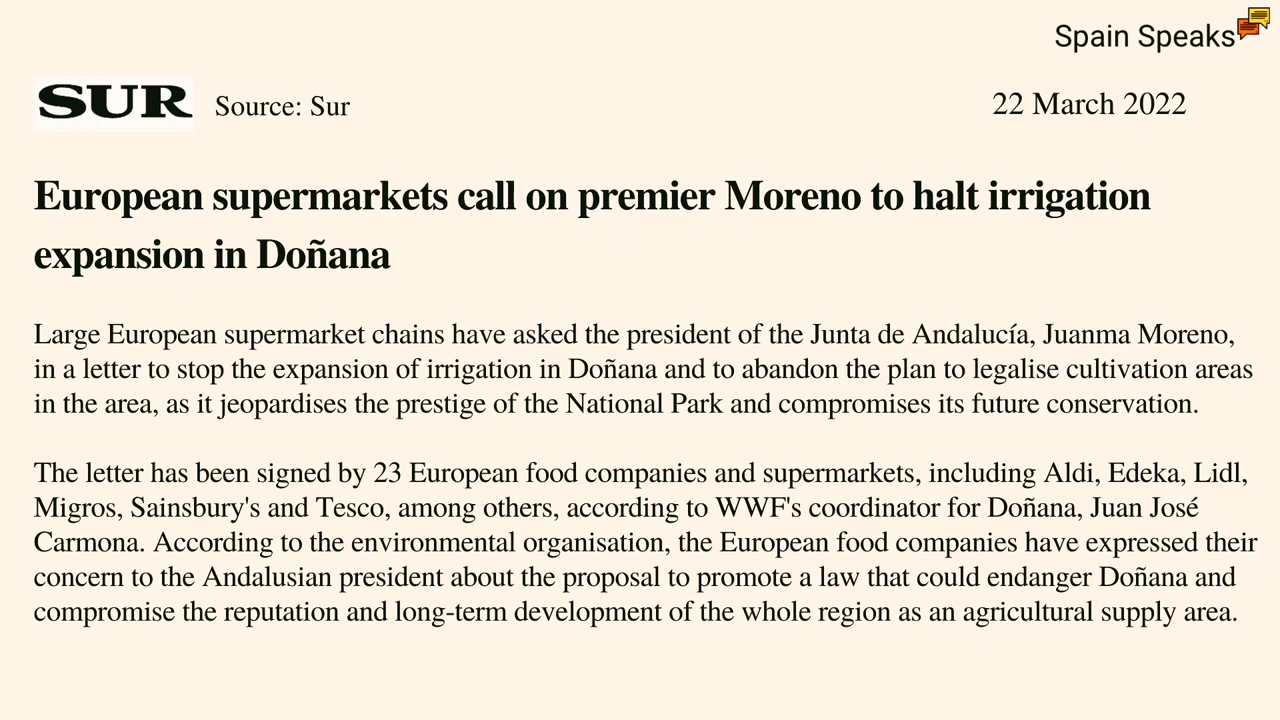 Spain Speaks
SUR Source: Sur 22 March 2022
European supermarkets call on premier Moreno to halt irrigation
expansion in Doñana
Large European supermarket chains have asked the president of the Junta de Andalucía, Juanma Moreno,
in a letter to stop the expansion of irrigation in Doñana and to abandon the plan to legalise cultivation areas
in the area, as it jeopardises the prestige of the National Park and compromises its future conservation.
The letter has been signed by 23 European food companies and supermarkets, including Aldi, Edeka, Lidl,
Migros, Sainsbury's and Tesco, among others, according to WWF's coordinator for Doñana, Juan José
Carmona. According to the environmental organisation, the European food companies have expressed their
concern to the Andalusian president about the proposal to promote a law that could endanger Doñana and
compromise the reputation and long-term development of the whole region as an agricultural supply area.